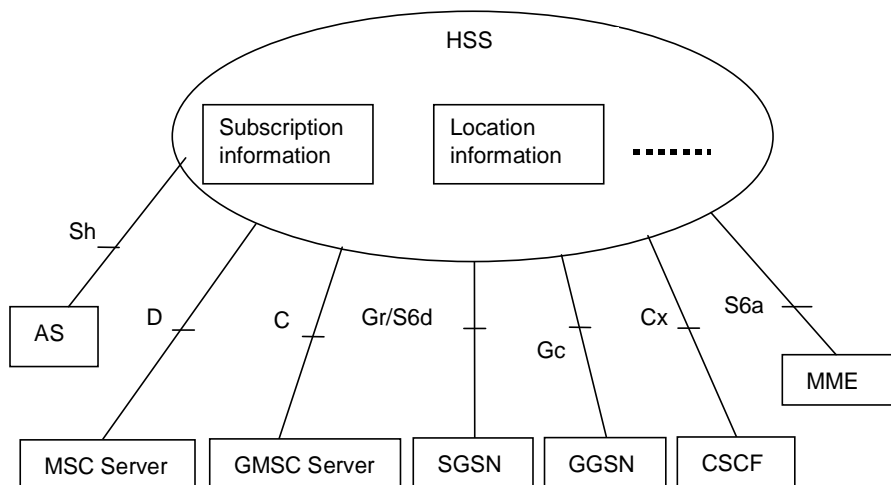 HSS
Subscription
information
Location
information
Sh
D
C
Gr/S6d
Gc
Cx
S6a
AS
MME
MSC Server
GMSC Server
SGSN
GGSN
CSCF